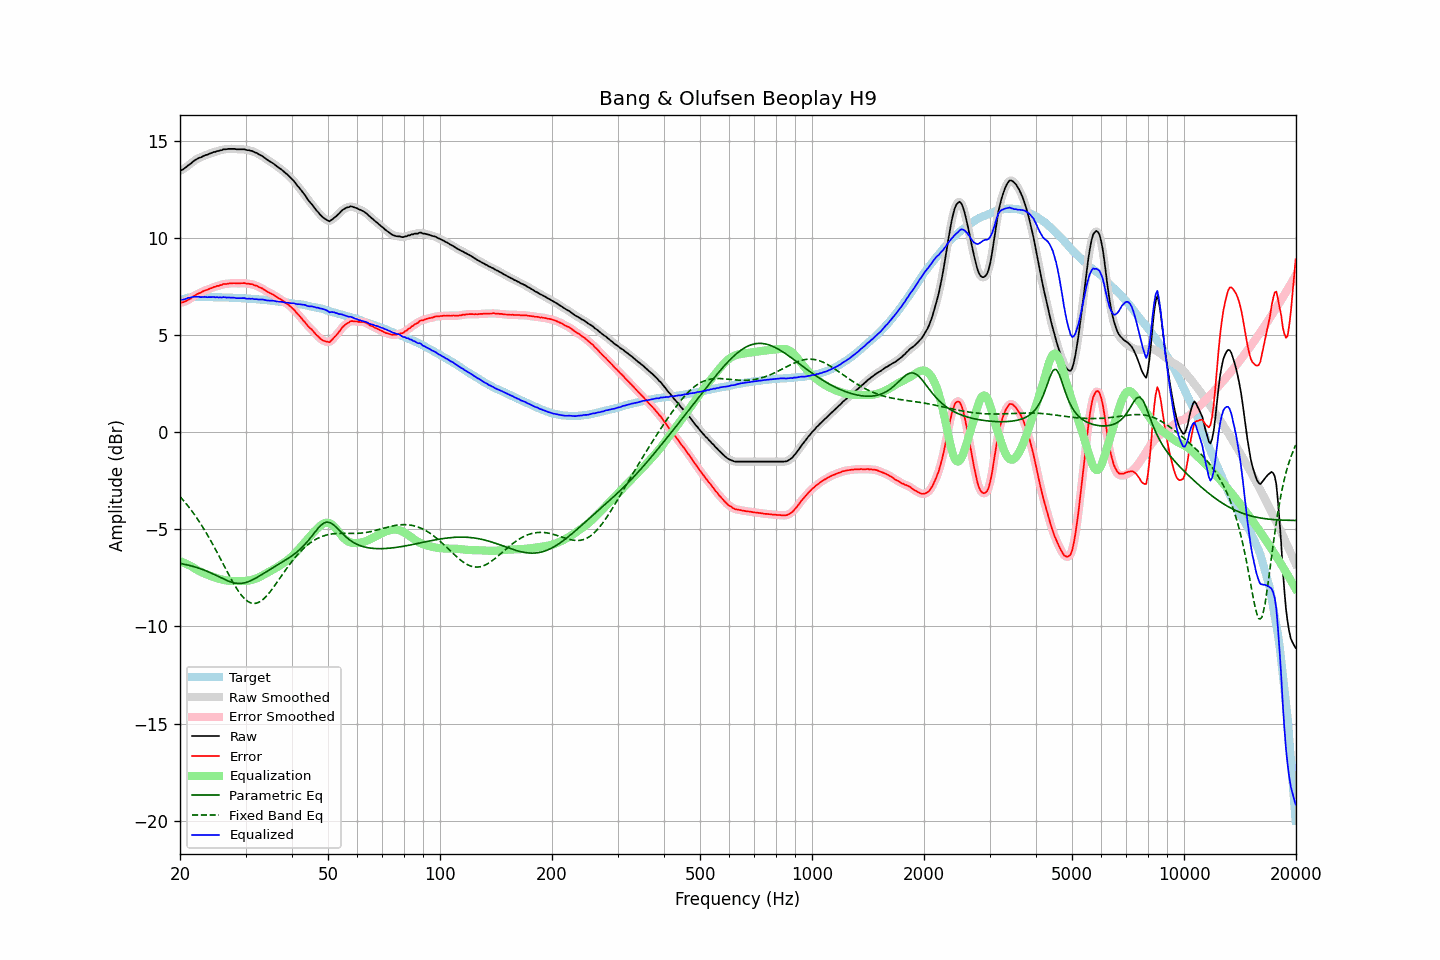 Bang & Olufsen Beoplay H9
Amplitude (dBr)
15
10
5
0
−5
−10
−15
−20
Target
Raw Smoothed
Error Smoothed
Raw
Error
Equalization
Parametric Eq
Fixed Band Eq
Equalized
20 50 100 200 500 1000 2000 5000 10000 20000
Frequency (Hz)